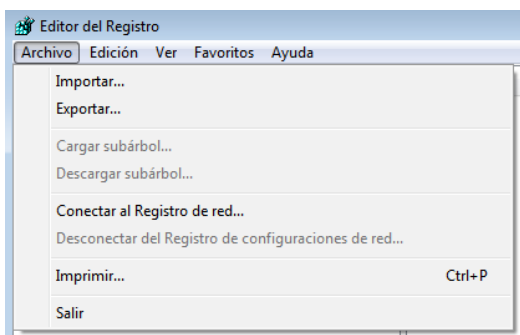 Editor del Registro
Archivo Edición Ver Favoritos Ayuda
Importar...
Exportar...
Cargar subárbol...
Descargar subárbol...
Conectar al Registro de red...
Desconectar del Registro de configuraciones de red...
Imprimir... Ctrl+P
Salir